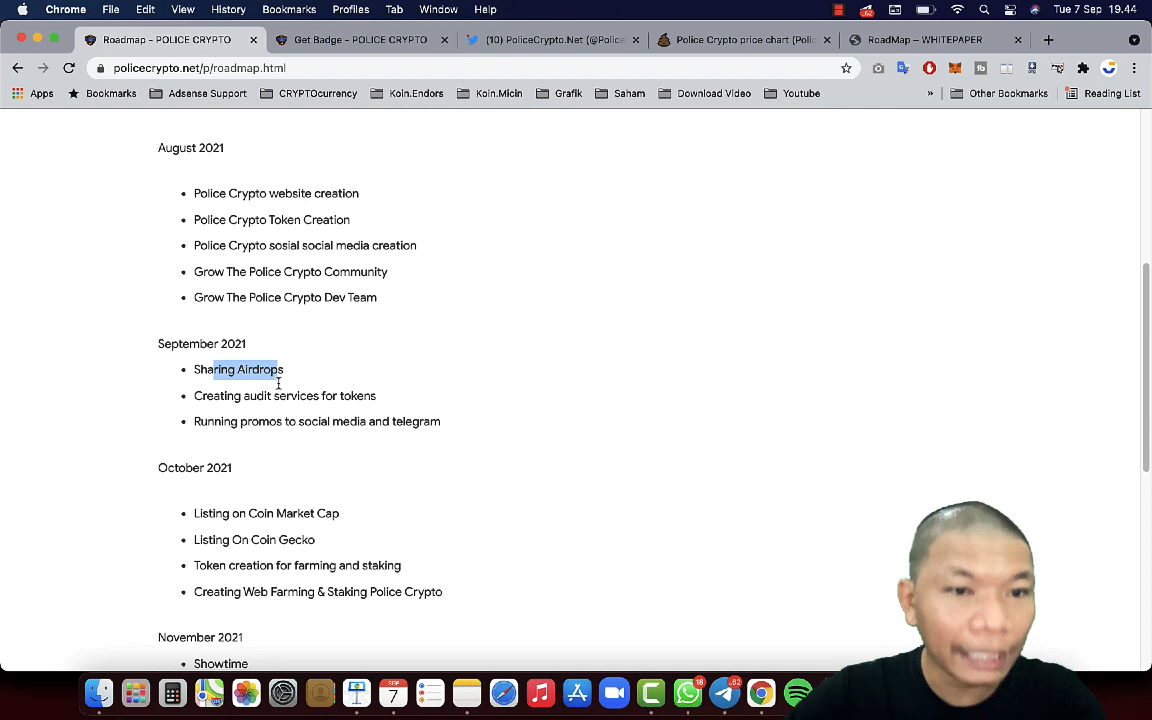 Chrome File Edit View History Bookmarks Profiles Tab Window Help Tue 7 Sep 19.44
Roadmap - POLICE CRYPTO Get Badge - POLICE CRYPTO (10) PoliceCrypto.Net (@Police Police Crypto price chart (Polic RoadMap – WHITEPAPER
policecrypto.net/p/roadmap.html
Apps Bookmarks Adsense Support CRYPTOcurrency Koin.Endors Koin.Micin Grafik Saham Download Video Youtube » Other Bookmarks Reading List
August 2021
• Police Crypto website creation
• Police Crypto Token Creation
• Police Crypto sosial social media creation
• Grow The Police Crypto Community
• Grow The Police Crypto Dev Team
September 2021
• Sharing Airdrops
• Creating audit services for tokens
• Running promos to social media and telegram
October 2021
• Listing on Coin Market Cap
• Listing On Coin Gecko
• Token creation for farming and staking
• Creating Web Farming & Staking Police Crypto
November 2021
• Showtime